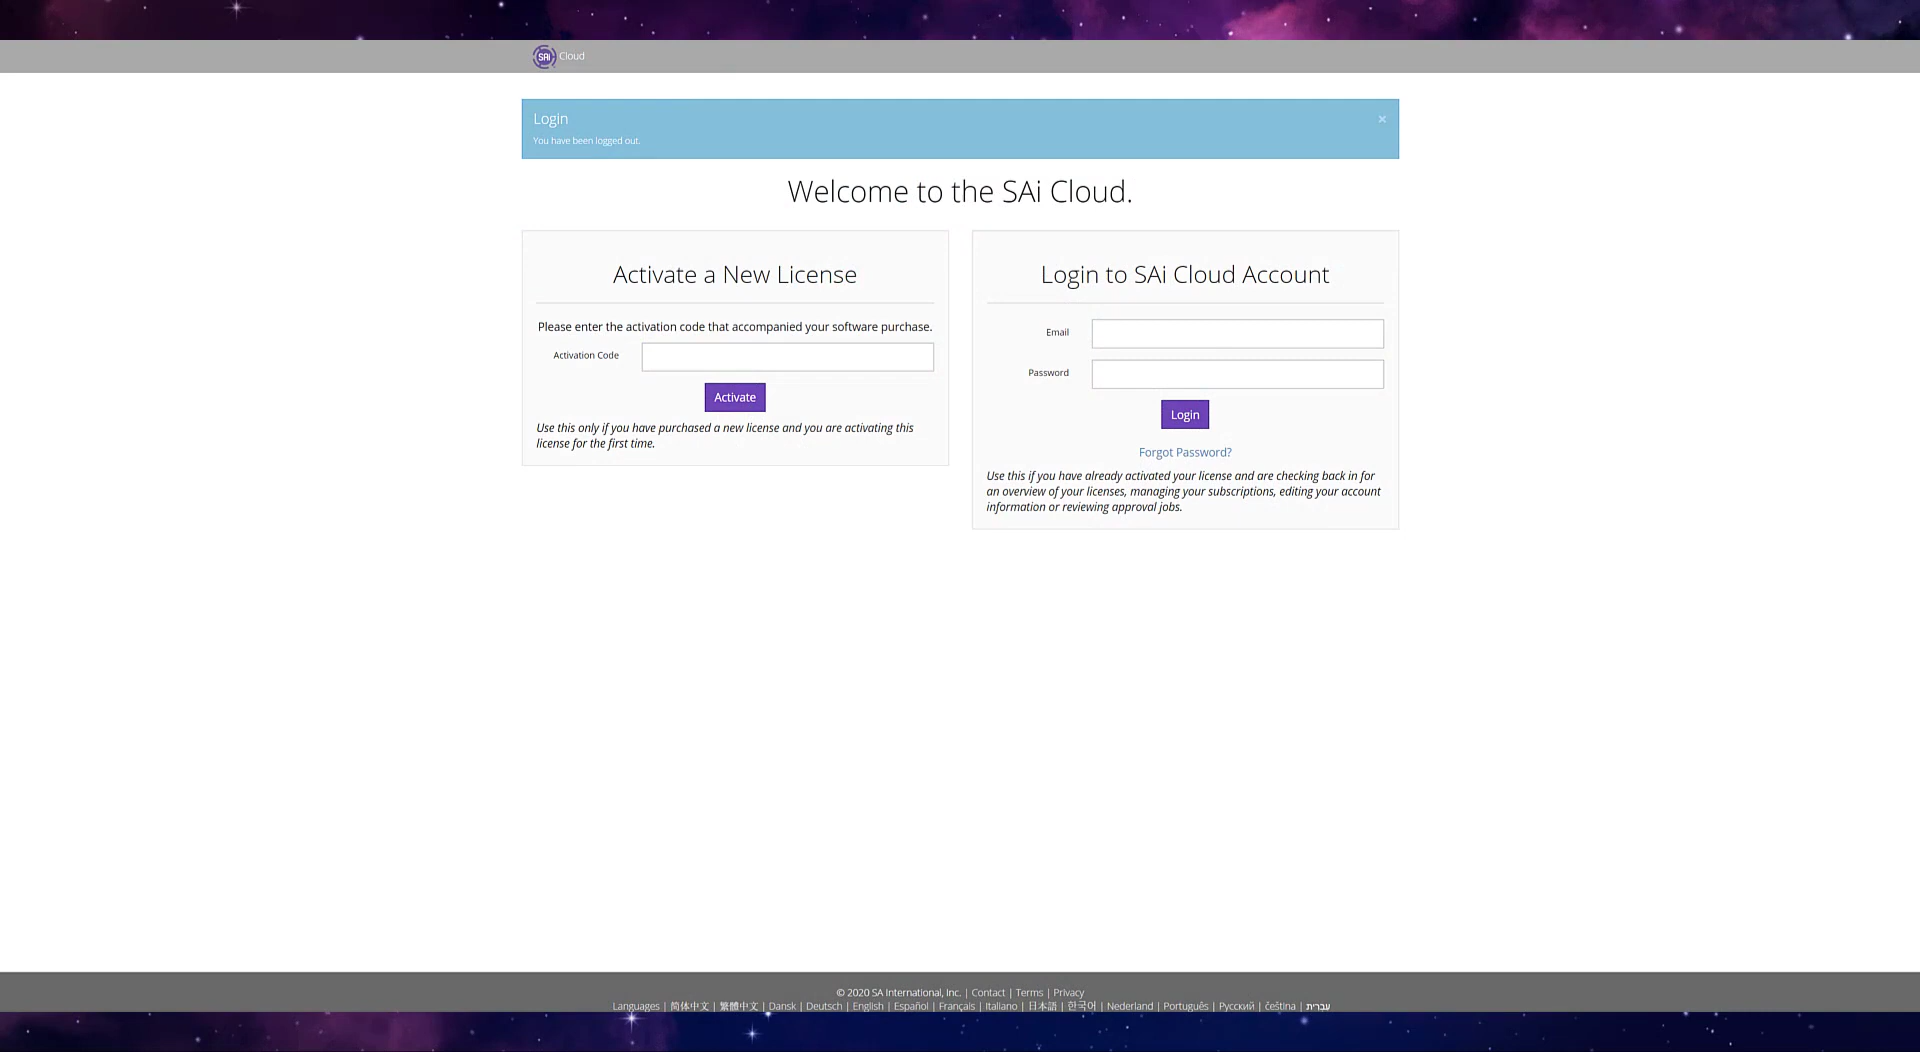 SAi Cloud
Login
×
You have been logged out.
Welcome to the SAi Cloud.
Activate a New License
Please enter the activation code that accompanied your software purchase.
Activation Code
Activate
Use this only if you have purchased a new license and you are activating this
license for the first time.
Login to SAi Cloud Account
Email
Password
Login
Forgot Password?
Use this if you have already activated your license and are checking back in for
an overview of your licenses, managing your subscriptions, editing your account
information or reviewing approval jobs.
© 2020 SA International, Inc. | Contact | Terms | Privacy
Languages | 简体中文 | 繁體中文 | Dansk | Deutsch | English | Español | Français | Italiano | 日本語 | 한국어 | Nederland | Português | Русский | čeština | עברית